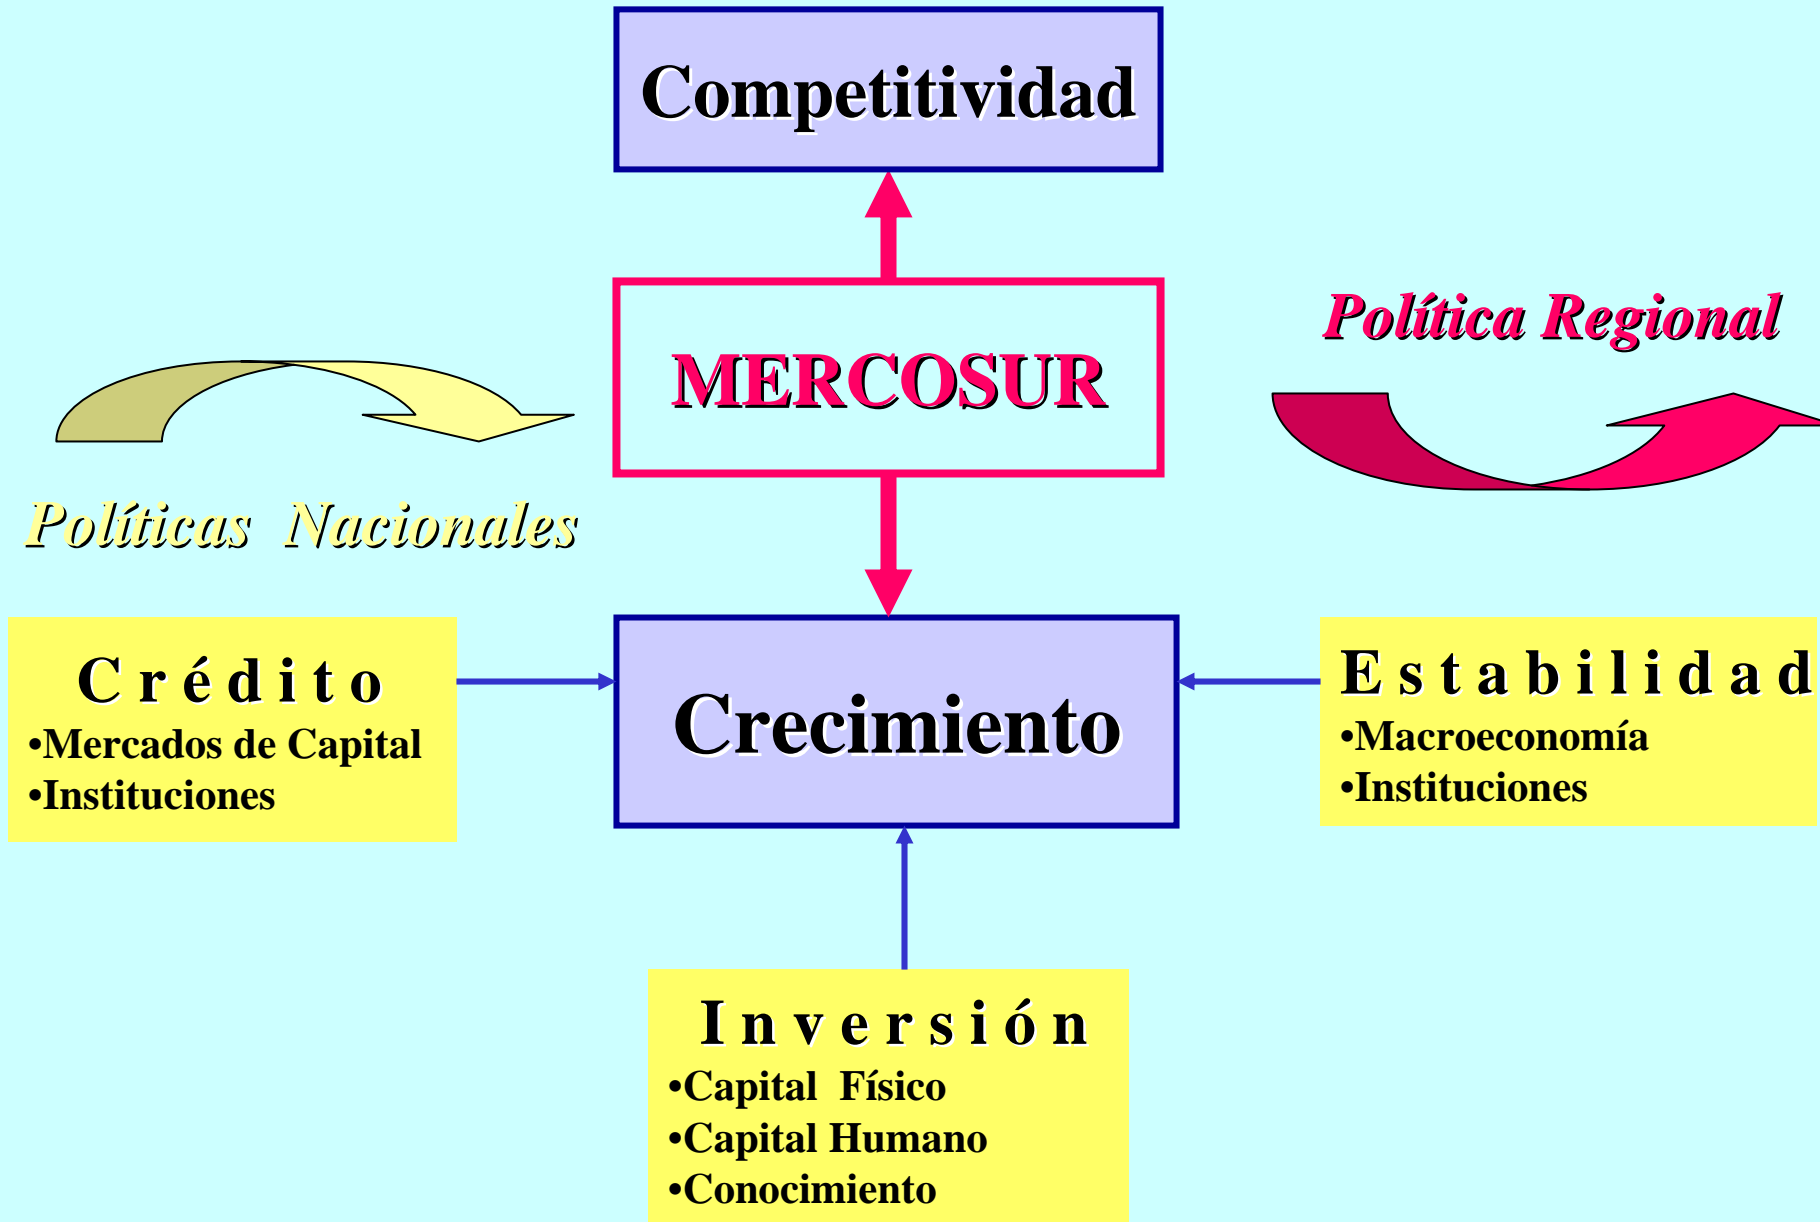 Competitividad
Política Regional
MERCOSUR
Políticas Nacionales
Crédito
•Mercados de Capital
•Instituciones
Crecimiento
Estabilidad
•Macroeconomía
•Instituciones
Inversión
•Capital Físico
•Capital Humano
•Conocimiento